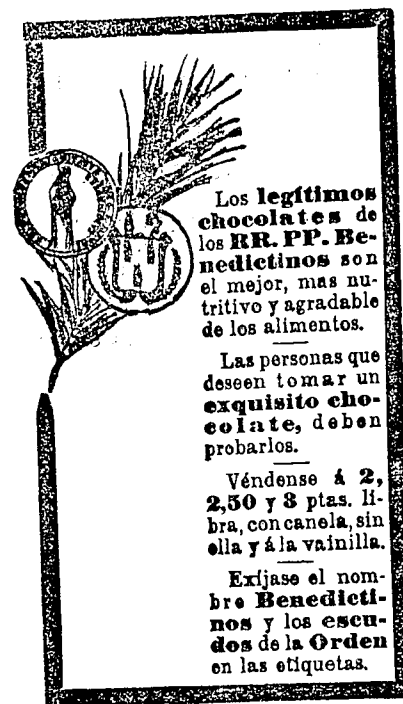 Los legítimos
chocolates de
los RR. PP. Be-
nedictinos son
el mejor, mas nu-
tritivo y agradable
de los alimentos.
Las personas que
deseen tomar un
exquisito cho-
colate, deben
probarlos.
Véndense á 2,
2,50 y 3 ptas. li-
bra, con canela, sin
ella y á la vainilla.
Exíjase el nom-
bre Benedicti-
nos y los escu-
dos de la Orden
en las etiquetas.